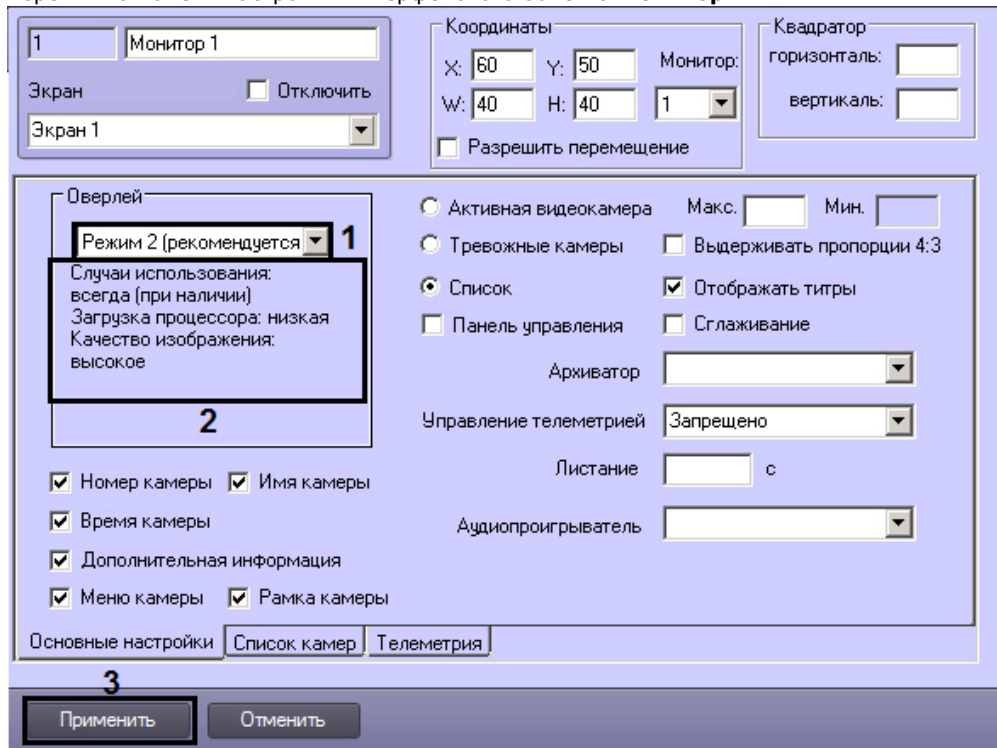 1 Монитор 1
Экран Отключить
Экран 1
Координаты
X: 60 Y: 50 Монитор:
W: 40 H: 40 1
Разрешить перемещение
Квадратор
горизонталь:
вертикаль:
Оверлей
Режим 2 (рекомендуется 1
Случаи использования:
всегда (при наличии)
Загрузка процессора: низкая
Качество изображения:
высокое
2
Номер камеры Имя камеры
Время камеры
Дополнительная информация
Меню камеры Рамка камеры
Активная видеокамера Макс. Мин.
Тревожные камеры Выдерживать пропорции 4:3
Список Отображать титры
Панель управления Сглаживание
Архиватор
Управление телеметрией Запрещено
Листание с
Аудиопроигрыватель
Основные настройки Список камер Телеметрия
3
Применить Отменить